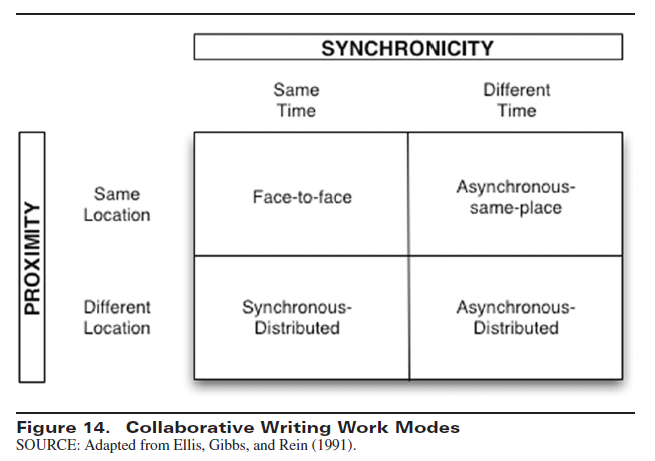 SYNCHRONICITY
Same
Time
Different
Time
PROXIMITY
Same
Location
Face-to-face
Asynchronous-
same-place
Different
Location
Synchronous-
Distributed
Asynchronous-
Distributed
Figure 14. Collaborative Writing Work Modes
SOURCE: Adapted from Ellis, Gibbs, and Rein (1991).